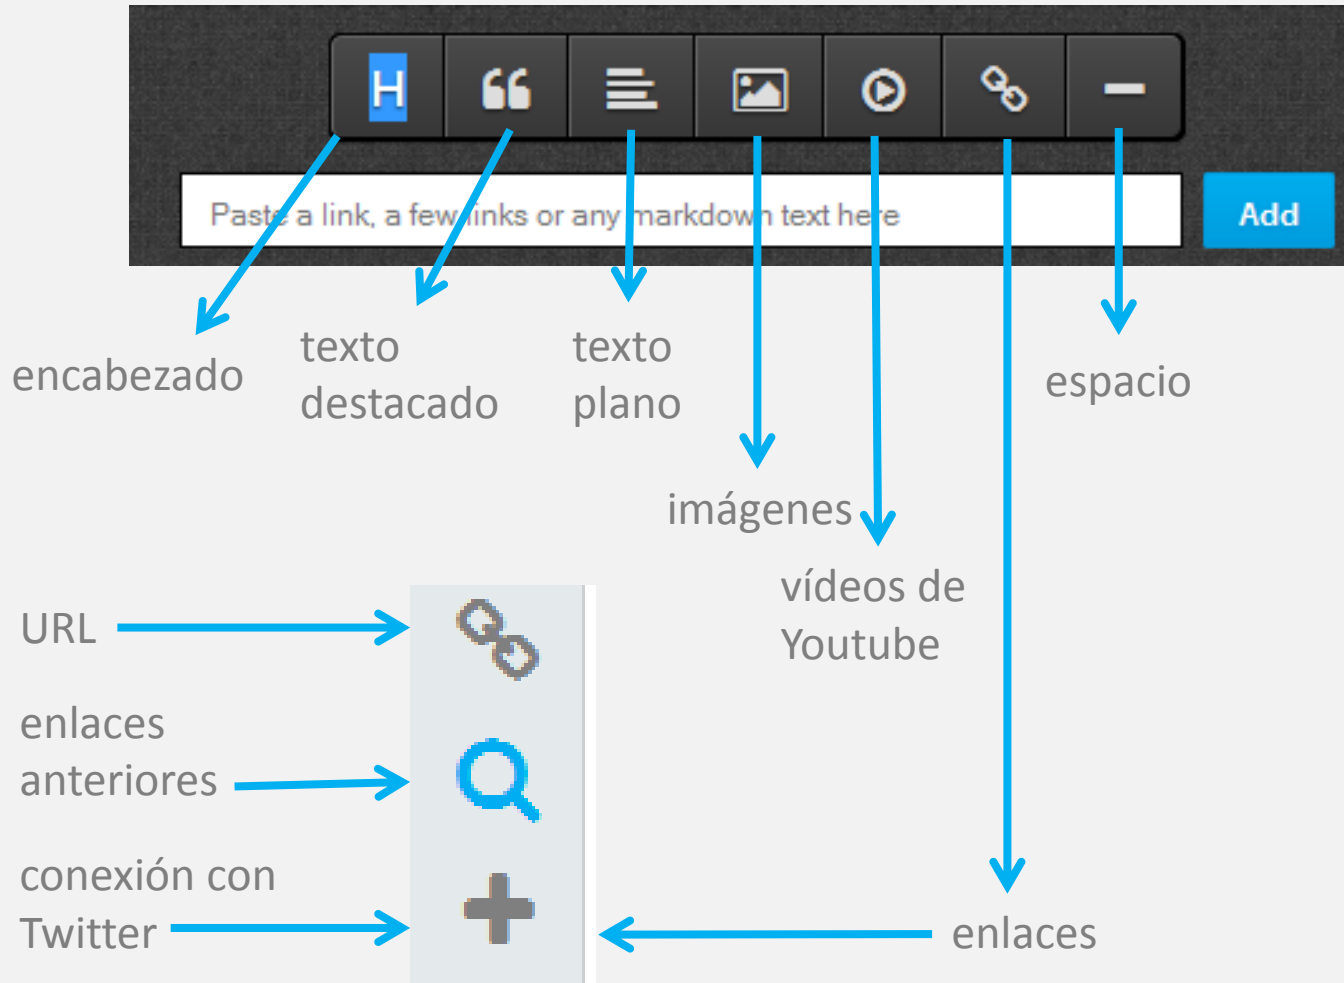 H
Paste a link, a few links or any markdown text here
Add
encabezado
texto
destacado
texto
plano
espacio
imágenes
vídeos de
Youtube
URL
enlaces
anteriores
conexión con
Twitter
enlaces